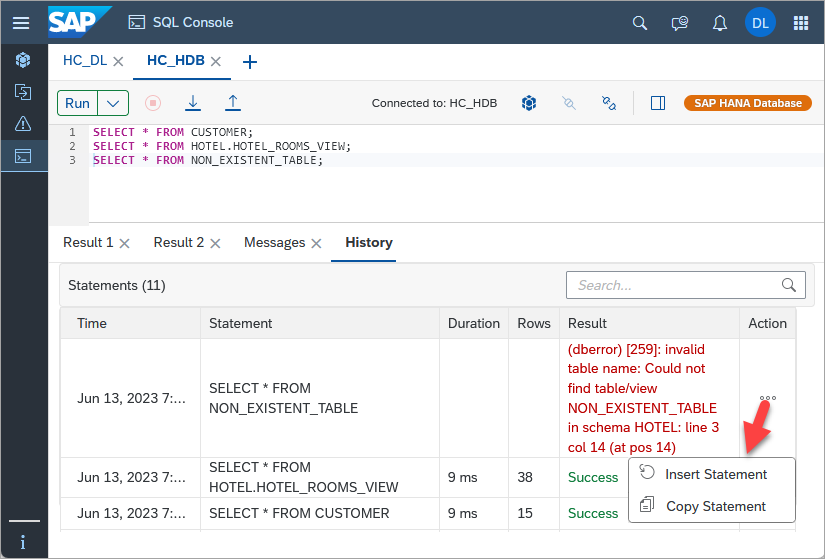 SAP SQL Console DL
HC_DL HC_HDB
Run Connected to: HC_HDB SAP HANA Database
1 SELECT * FROM CUSTOMER;
2 SELECT * FROM HOTEL.HOTEL_ROOMS_VIEW;
3 SELECT * FROM NON_EXISTENT_TABLE;
Result 1 Result 2 Messages History
Statements (11) Search...
Time Statement Duration Rows Result Action
Jun 13, 2023 7:...
SELECT * FROM
NON_EXISTENT_TABLE
(dberror) [259]: invalid
table name: Could not
find table/view
NON_EXISTENT_TABLE
in schema HOTEL: line 3
col 14 (at pos 14)
Jun 13, 2023 7:...
SELECT * FROM
HOTEL.HOTEL_ROOMS_VIEW
9 ms 38 Success
Insert Statement
Copy Statement
Jun 13, 2023 7:... SELECT * FROM CUSTOMER 9 ms 15 Success